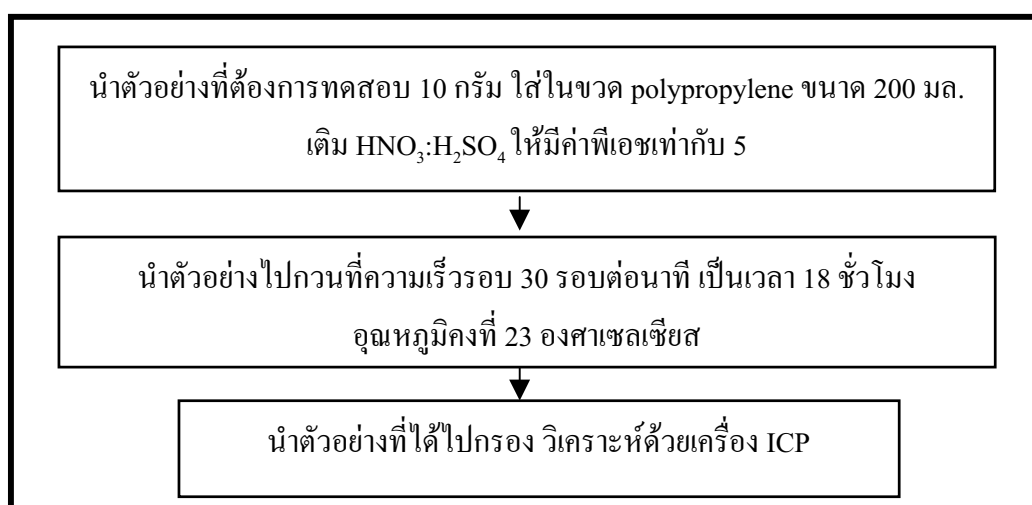 นำตัวอย่างที่ต้องการทดสอบ 10 กรัม ใส่ในขวด polypropylene ขนาด 200 มล.
เติม HNO₃:H₂SO₄ ให้มีค่าพีเอชเท่ากับ 5
นำตัวอย่างไปกวนที่ความเร็วรอบ 30 รอบต่อนาที เป็นเวลา 18 ชั่วโมง
อุณหภูมิคงที่ 23 องศาเซลเซียส
นำตัวอย่างที่ได้ไปกรอง วิเคราะห์ด้วยเครื่อง ICP